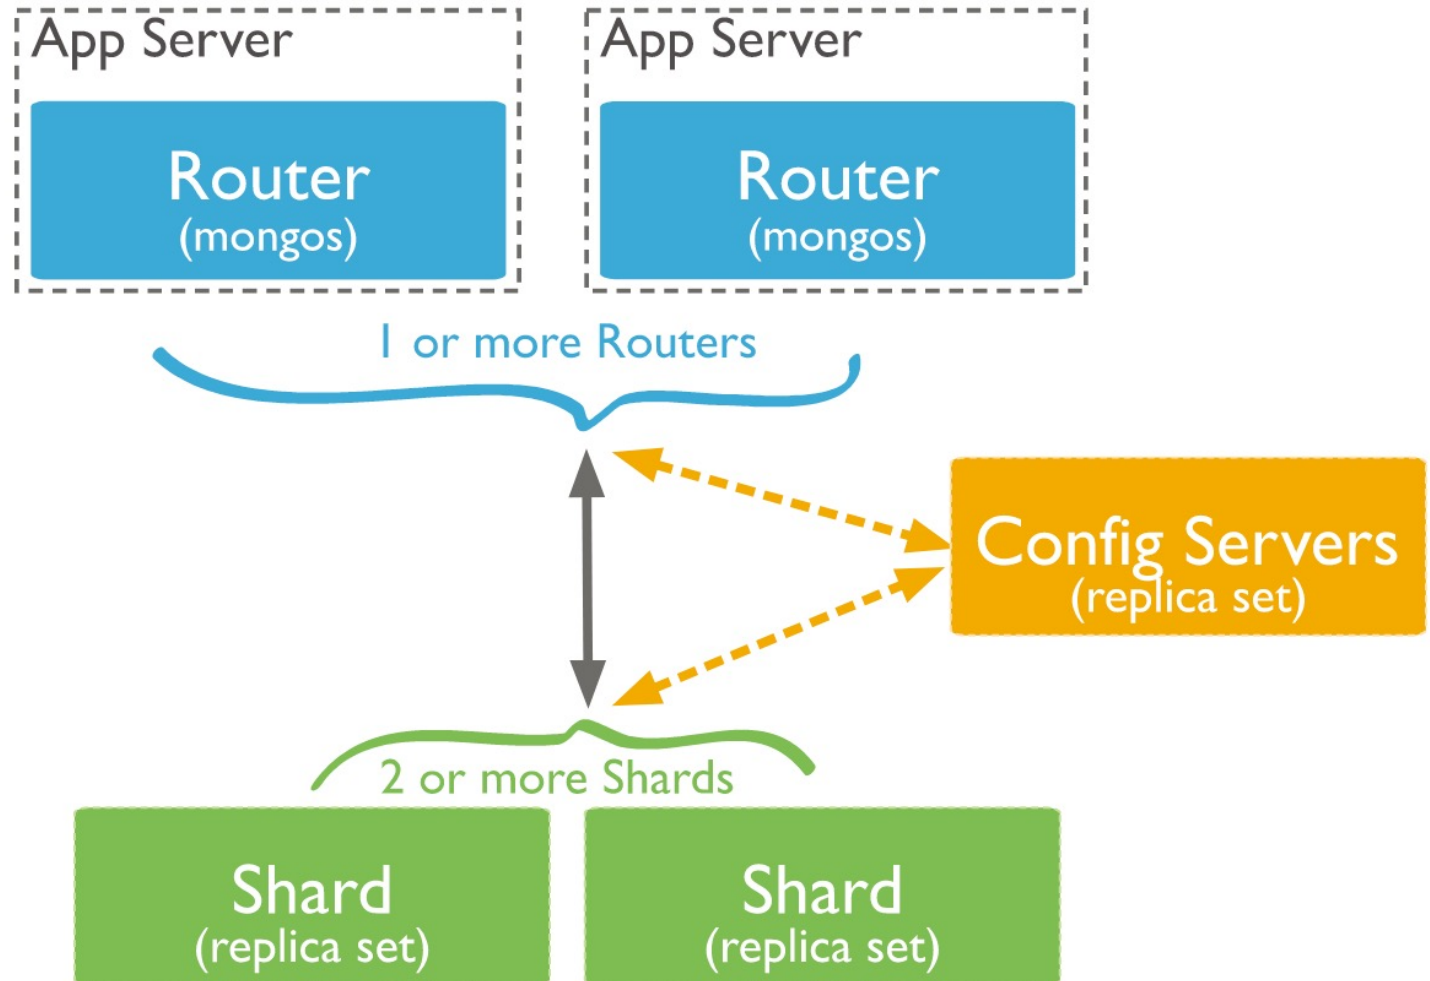 App Server
Router
(mongos)
App Server
Router
(mongos)
1 or more Routers
Config Servers
(replica set)
2 or more Shards
Shard
(replica set)
Shard
(replica set)